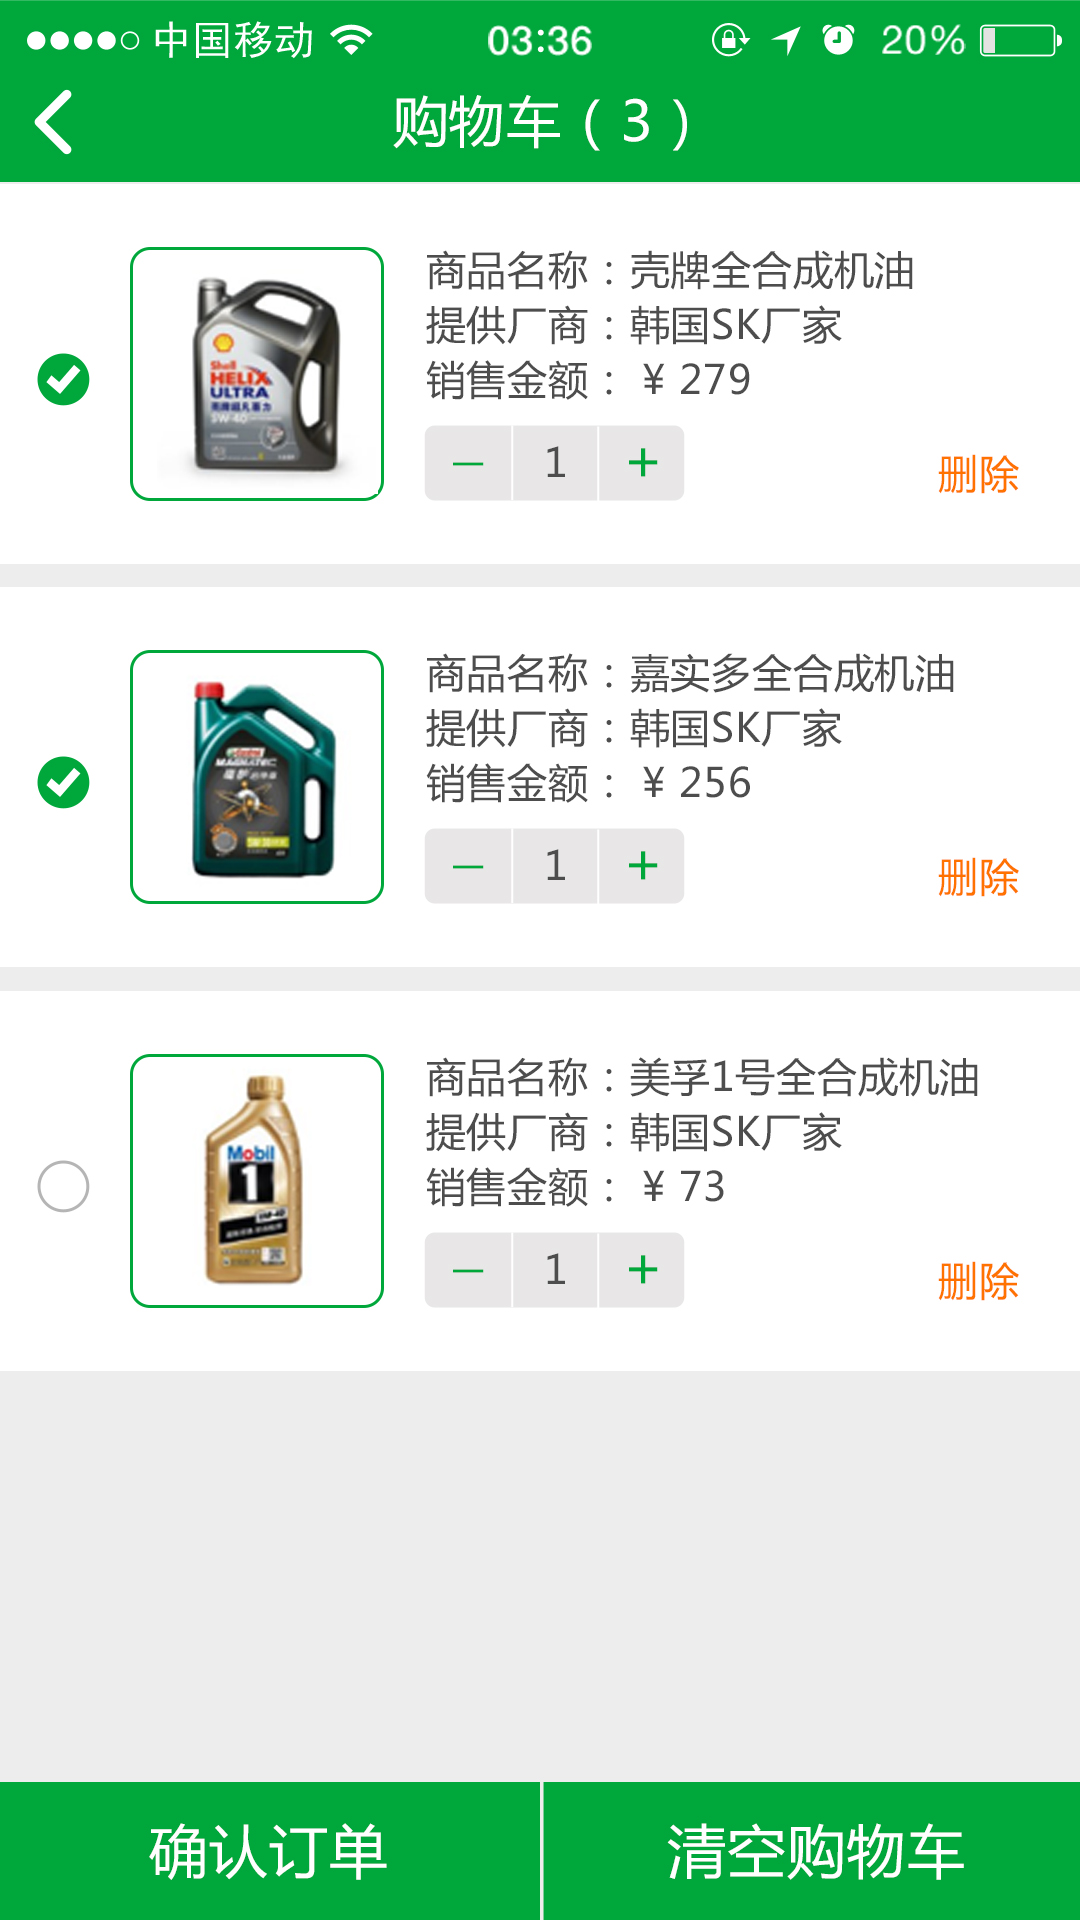 中国移动 03:36 20%
购物车（3）
商品名称：壳牌全合成机油
提供厂商：韩国SK厂家
销售金额：￥279
Shell
HELIX
ULTRA
5W-40
— 1 +
删除
商品名称：嘉实多全合成机油
提供厂商：韩国SK厂家
销售金额：￥256
Castrol
MAGNATEC
— 1 +
删除
商品名称：美孚1号全合成机油
提供厂商：韩国SK厂家
销售金额：￥73
Mobil
1
— 1 +
删除
确认订单
清空购物车